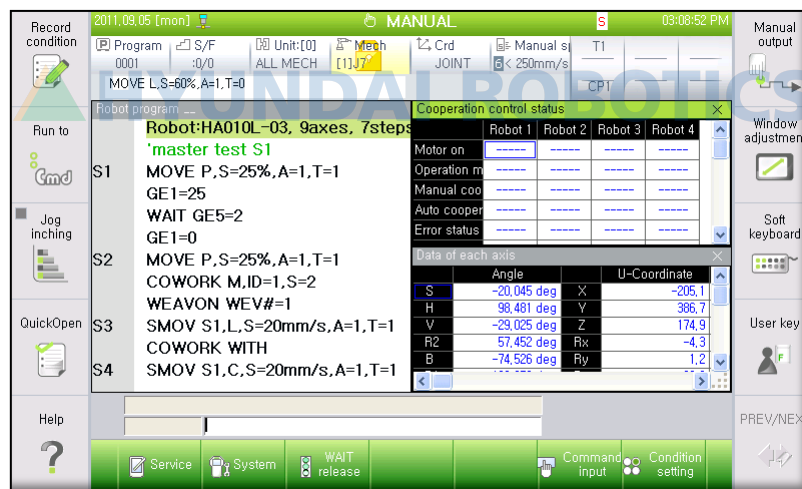 Record condition
2011,09,05 [mon]
MANUAL
S
03:08:52 PM
Manual output
Program
S/F
Unit:[0]
Mech
Crd
Manual s
T1
0001
:0/0
ALL MECH
[1]J7
JOINT
6< 250mm/s
CP1
MOVE L,S=60%,A=1,T=0
HYUNDAI ROBOTICS
Robot program __
Cooperation control status
Run to
Cmd
Window adjustmen
Robot:HA010L-03, 9axes, 7steps
'master test S1
S1 MOVE P,S=25%,A=1,T=1
GE1=25
WAIT GE5=2
GE1=0
S2 MOVE P,S=25%,A=1,T=1
COWORK M,ID=1,S=2
WEAVON WEV#=1
S3 SMOV S1,L,S=20mm/s,A=1,T=1
COWORK WITH
S4 SMOV S1,C,S=20mm/s,A=1,T=1
Robot 1 Robot 2 Robot 3 Robot 4
Motor on ----- ----- ----- -----
Operation m ----- ----- ----- -----
Manual coo ----- ----- ----- -----
Auto cooper ----- ----- ----- -----
Error status ----- ----- ----- -----
Data of each axis
Angle U-Coordinate
S -20,045 deg X -205,1
H 98,481 deg Y 386,7
V -29,025 deg Z 174,9
R2 57,452 deg Rx -4,3
B -74,526 deg Ry 1,2
Jog inching
Soft keyboard
QuickOpen
User key
F
Help
PREV/NEX
Service
System
WAIT release
Command input
Condition setting